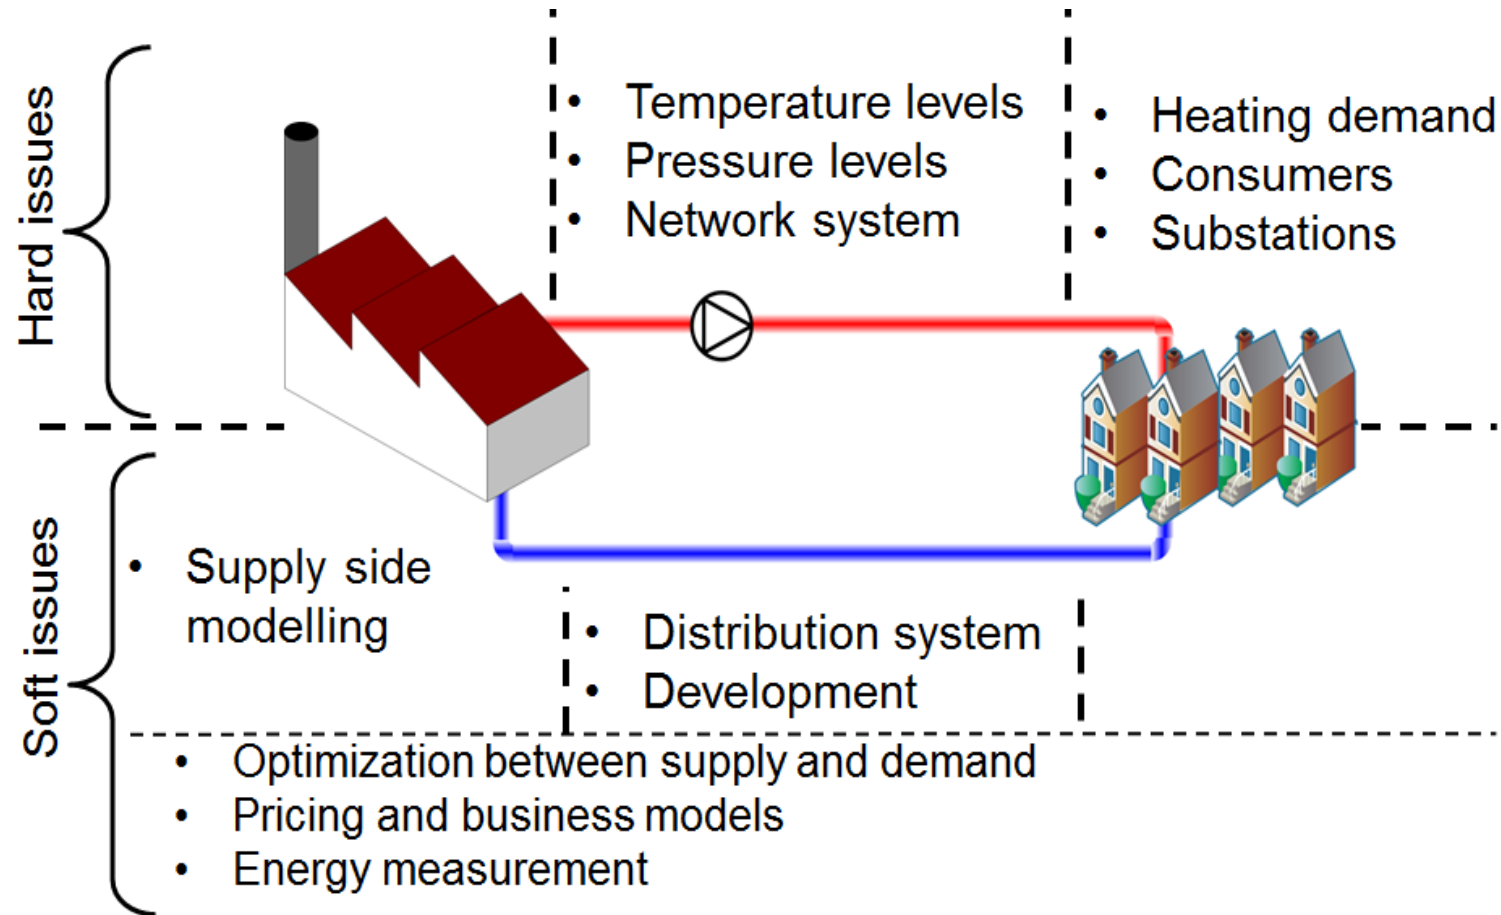 Hard issues
• Temperature levels
• Pressure levels
• Network system
• Heating demand
• Consumers
• Substations
Soft issues
• Supply side
modelling
• Distribution system
• Development
• Optimization between supply and demand
• Pricing and business models
• Energy measurement